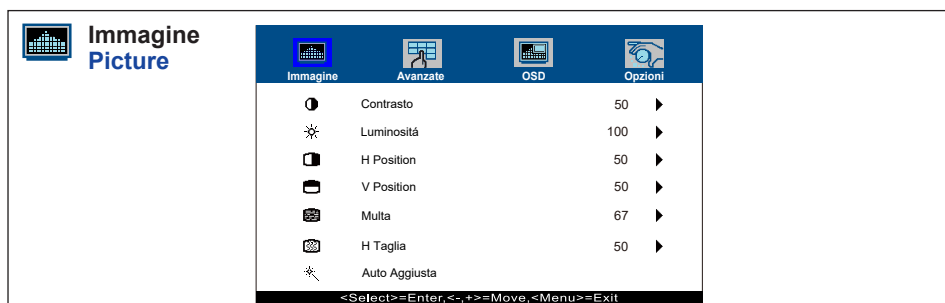 Immagine
Picture
Immagine Avanzate OSD Opzioni
Contrasto 50
Luminositá 100
H Position 50
V Position 50
Multa 67
H Taglia 50
Auto Aggiusta
<Select>=Enter,<-,+>=Move,<Menu>=Exit